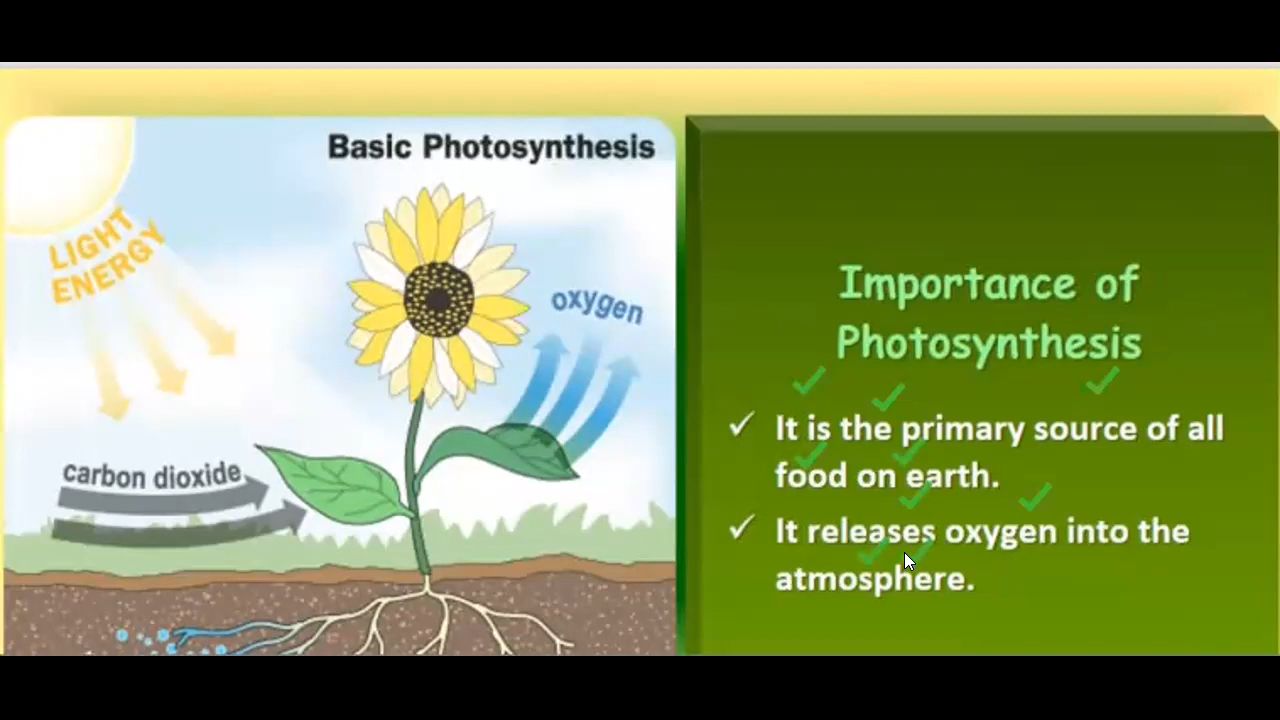 Basic Photosynthesis
LIGHT
ENERGY
oxygen
carbon dioxide
Importance of
Photosynthesis
✓ It is the primary source of all
food on earth.
✓ It releases oxygen into the
atmosphere.